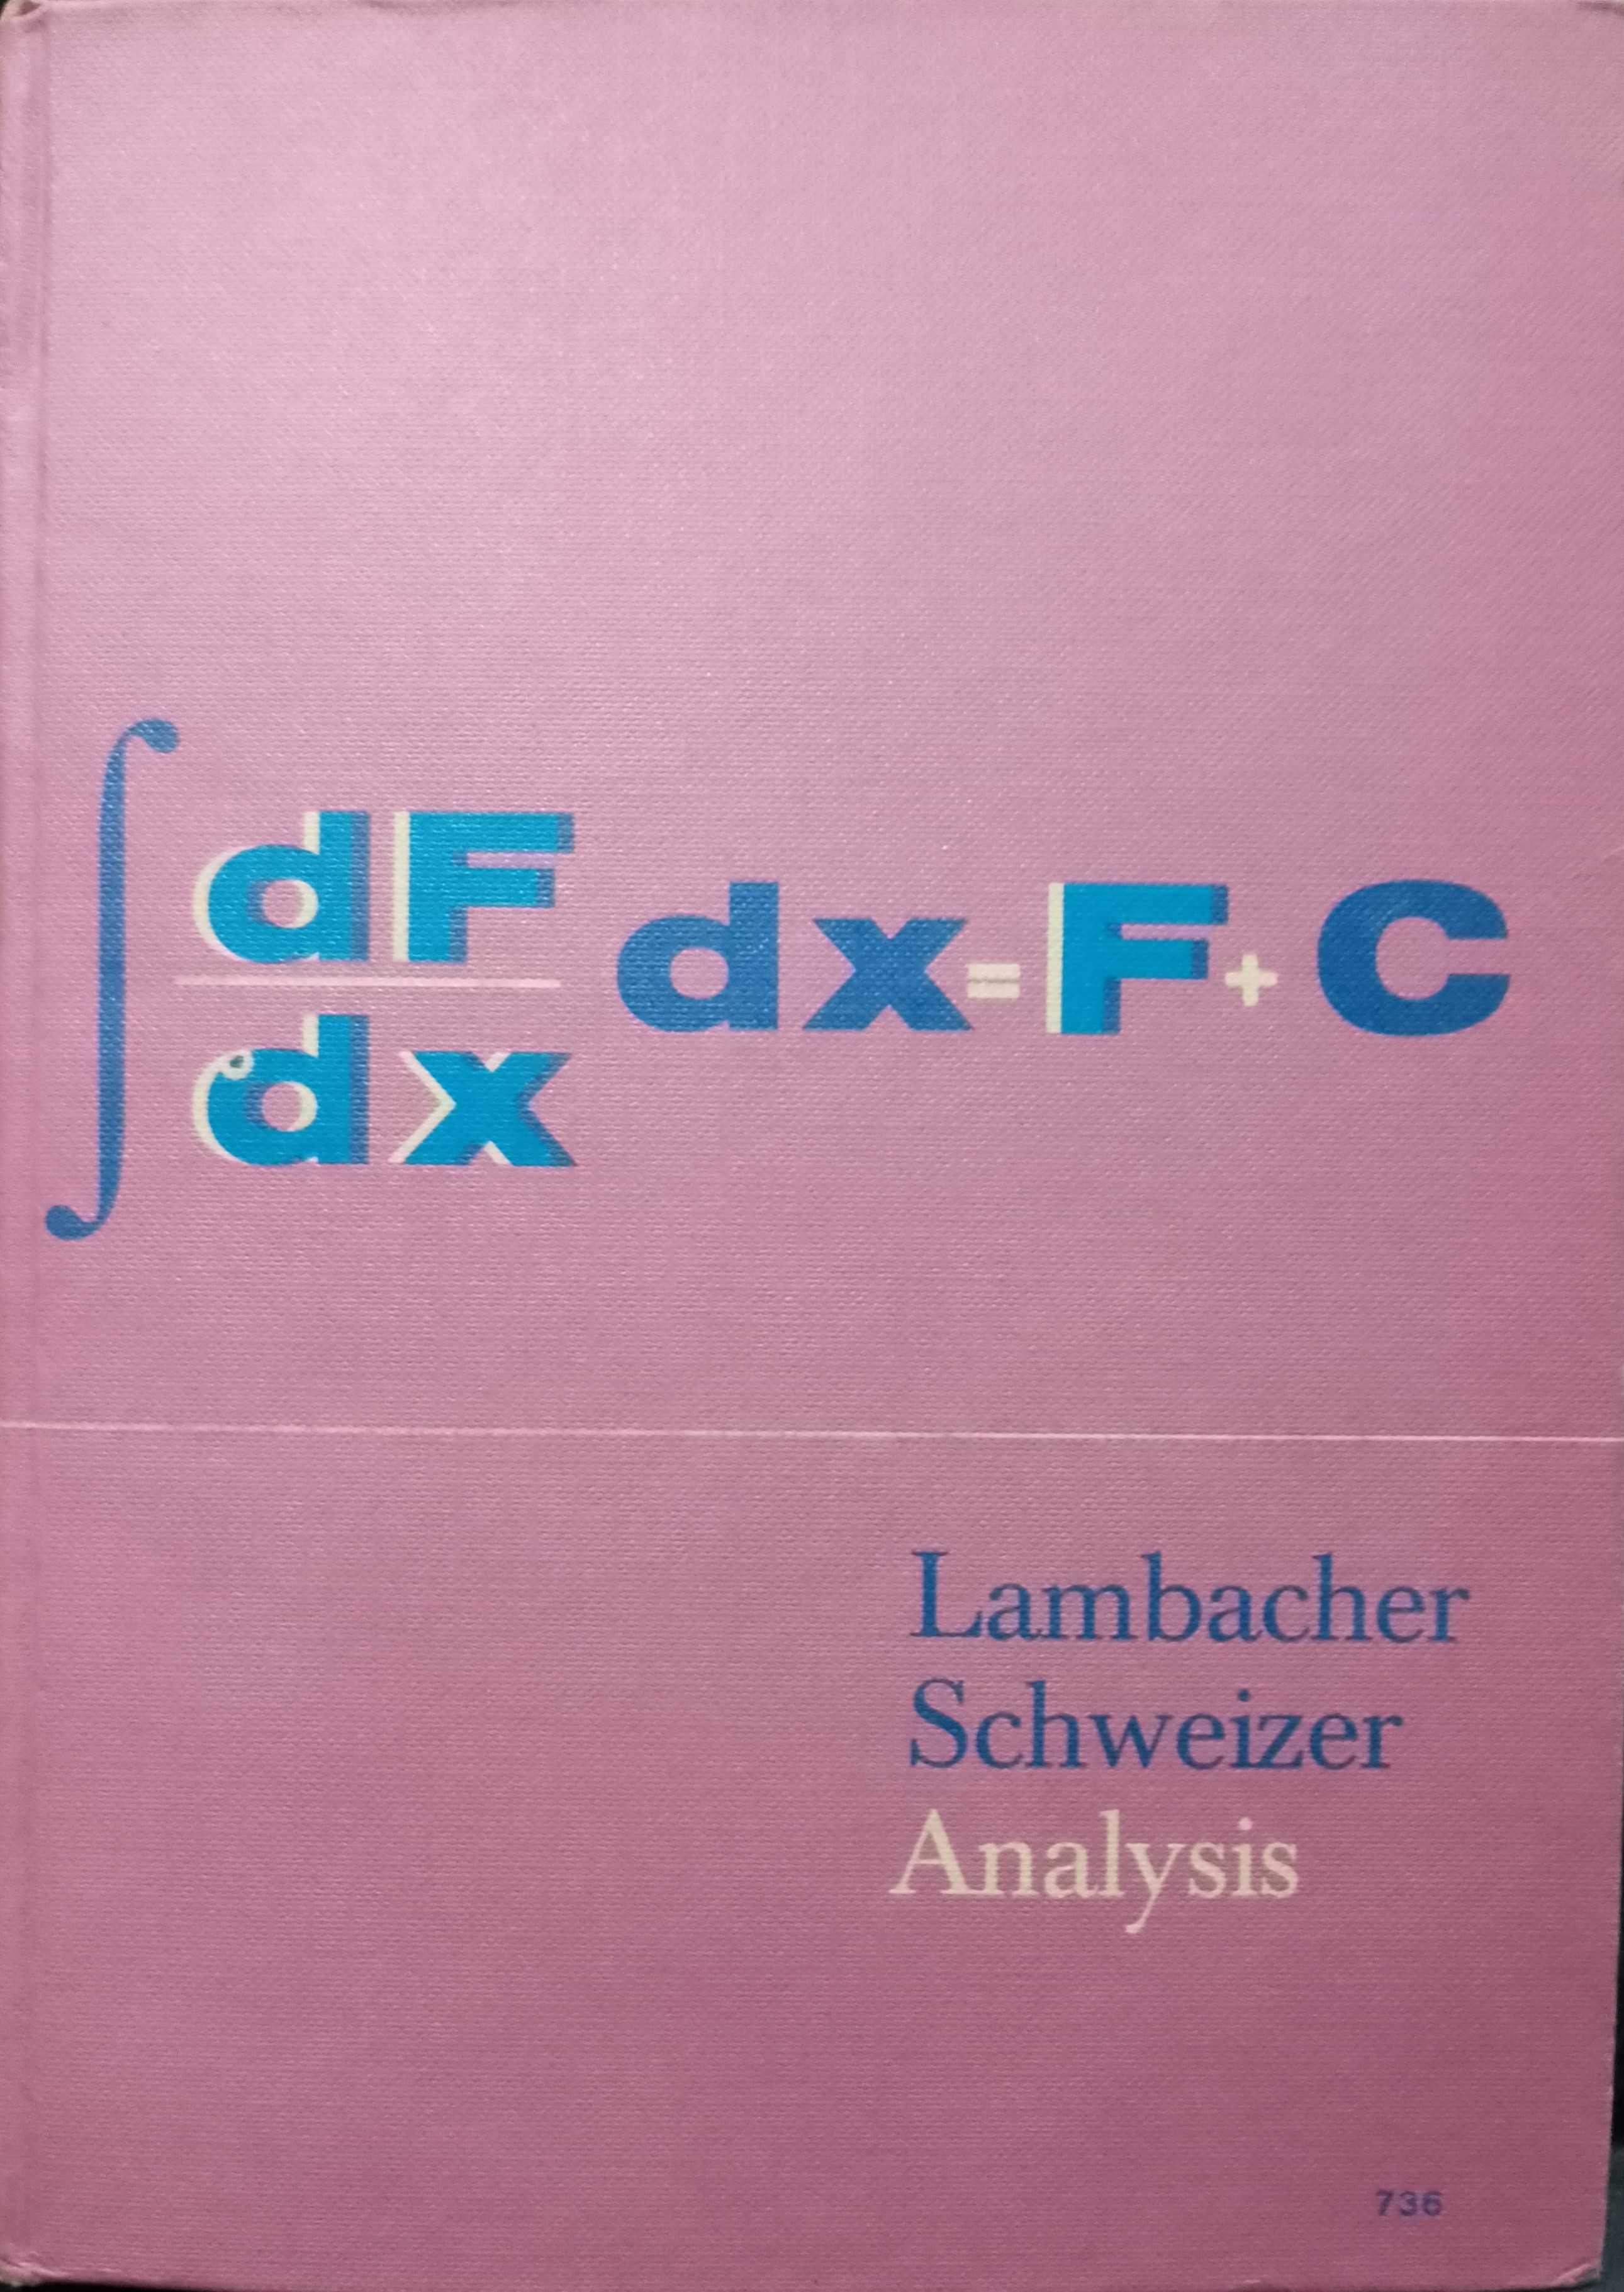 ∫ dF/dx dx = F + C
Lambacher
Schweizer
Analysis
736